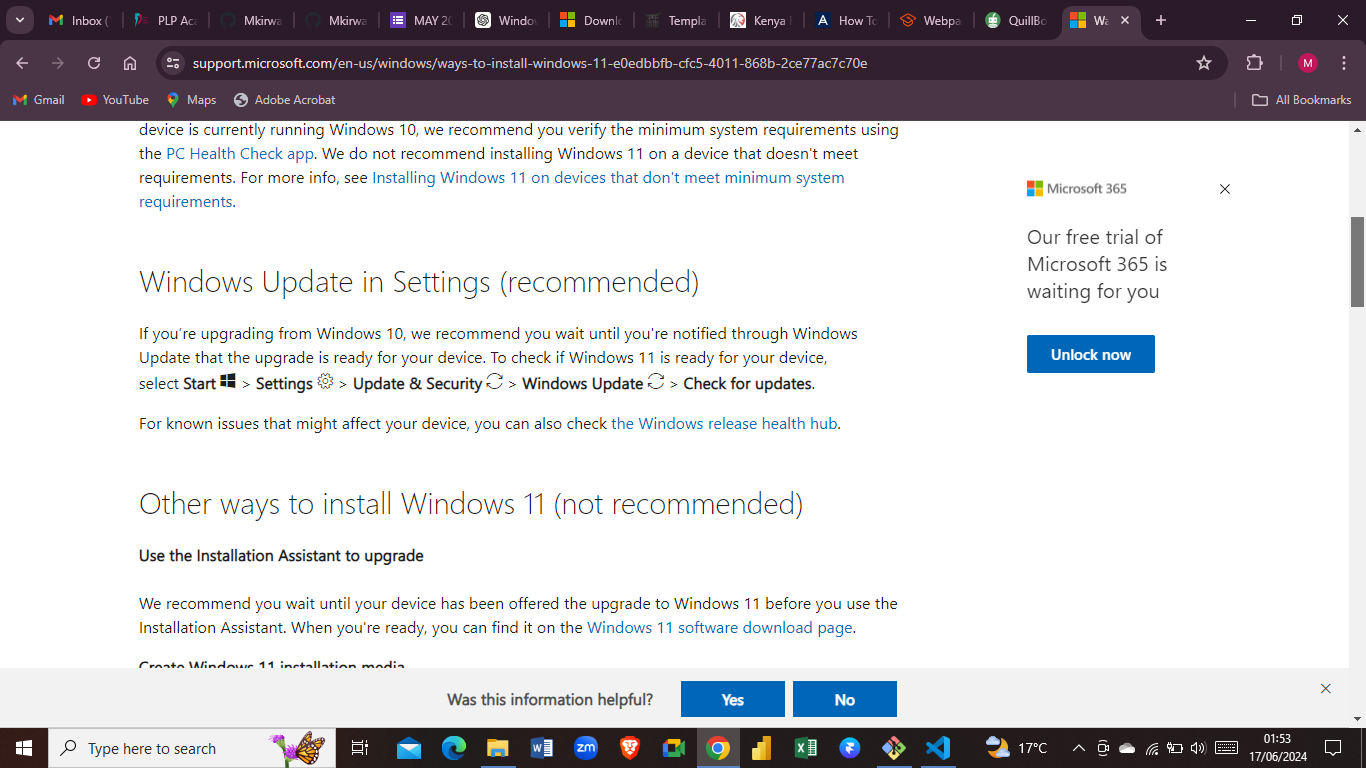 Inbox (
PLP Aca
Mkirwa
Mkirwa
MAY 20
Windov
Downlo
Templa
Kenya
How To
Webpa
QuillBo
Wa
support.microsoft.com/en-us/windows/ways-to-install-windows-11-e0edbbfb-cfc5-4011-868b-2ce77ac7c70e
M
Gmail
YouTube
Maps
Adobe Acrobat
All Bookmarks
device is currently running Windows 10, we recommend you verify the minimum system requirements using
the PC Health Check app. We do not recommend installing Windows 11 on a device that doesn't meet
requirements. For more info, see Installing Windows 11 on devices that don't meet minimum system
requirements.
Microsoft 365
Our free trial of
Microsoft 365 is
waiting for you
Unlock now
Windows Update in Settings (recommended)
If you're upgrading from Windows 10, we recommend you wait until you're notified through Windows
Update that the upgrade is ready for your device. To check if Windows 11 is ready for your device,
select Start > Settings > Update & Security > Windows Update > Check for updates.
For known issues that might affect your device, you can also check the Windows release health hub.
Other ways to install Windows 11 (not recommended)
Use the Installation Assistant to upgrade
We recommend you wait until your device has been offered the upgrade to Windows 11 before you use the
Installation Assistant. When you're ready, you can find it on the Windows 11 software download page.
Create Windows 11 installation media
Was this information helpful?
Yes
No
Type here to search
zm
17°C
01:53
17/06/2024